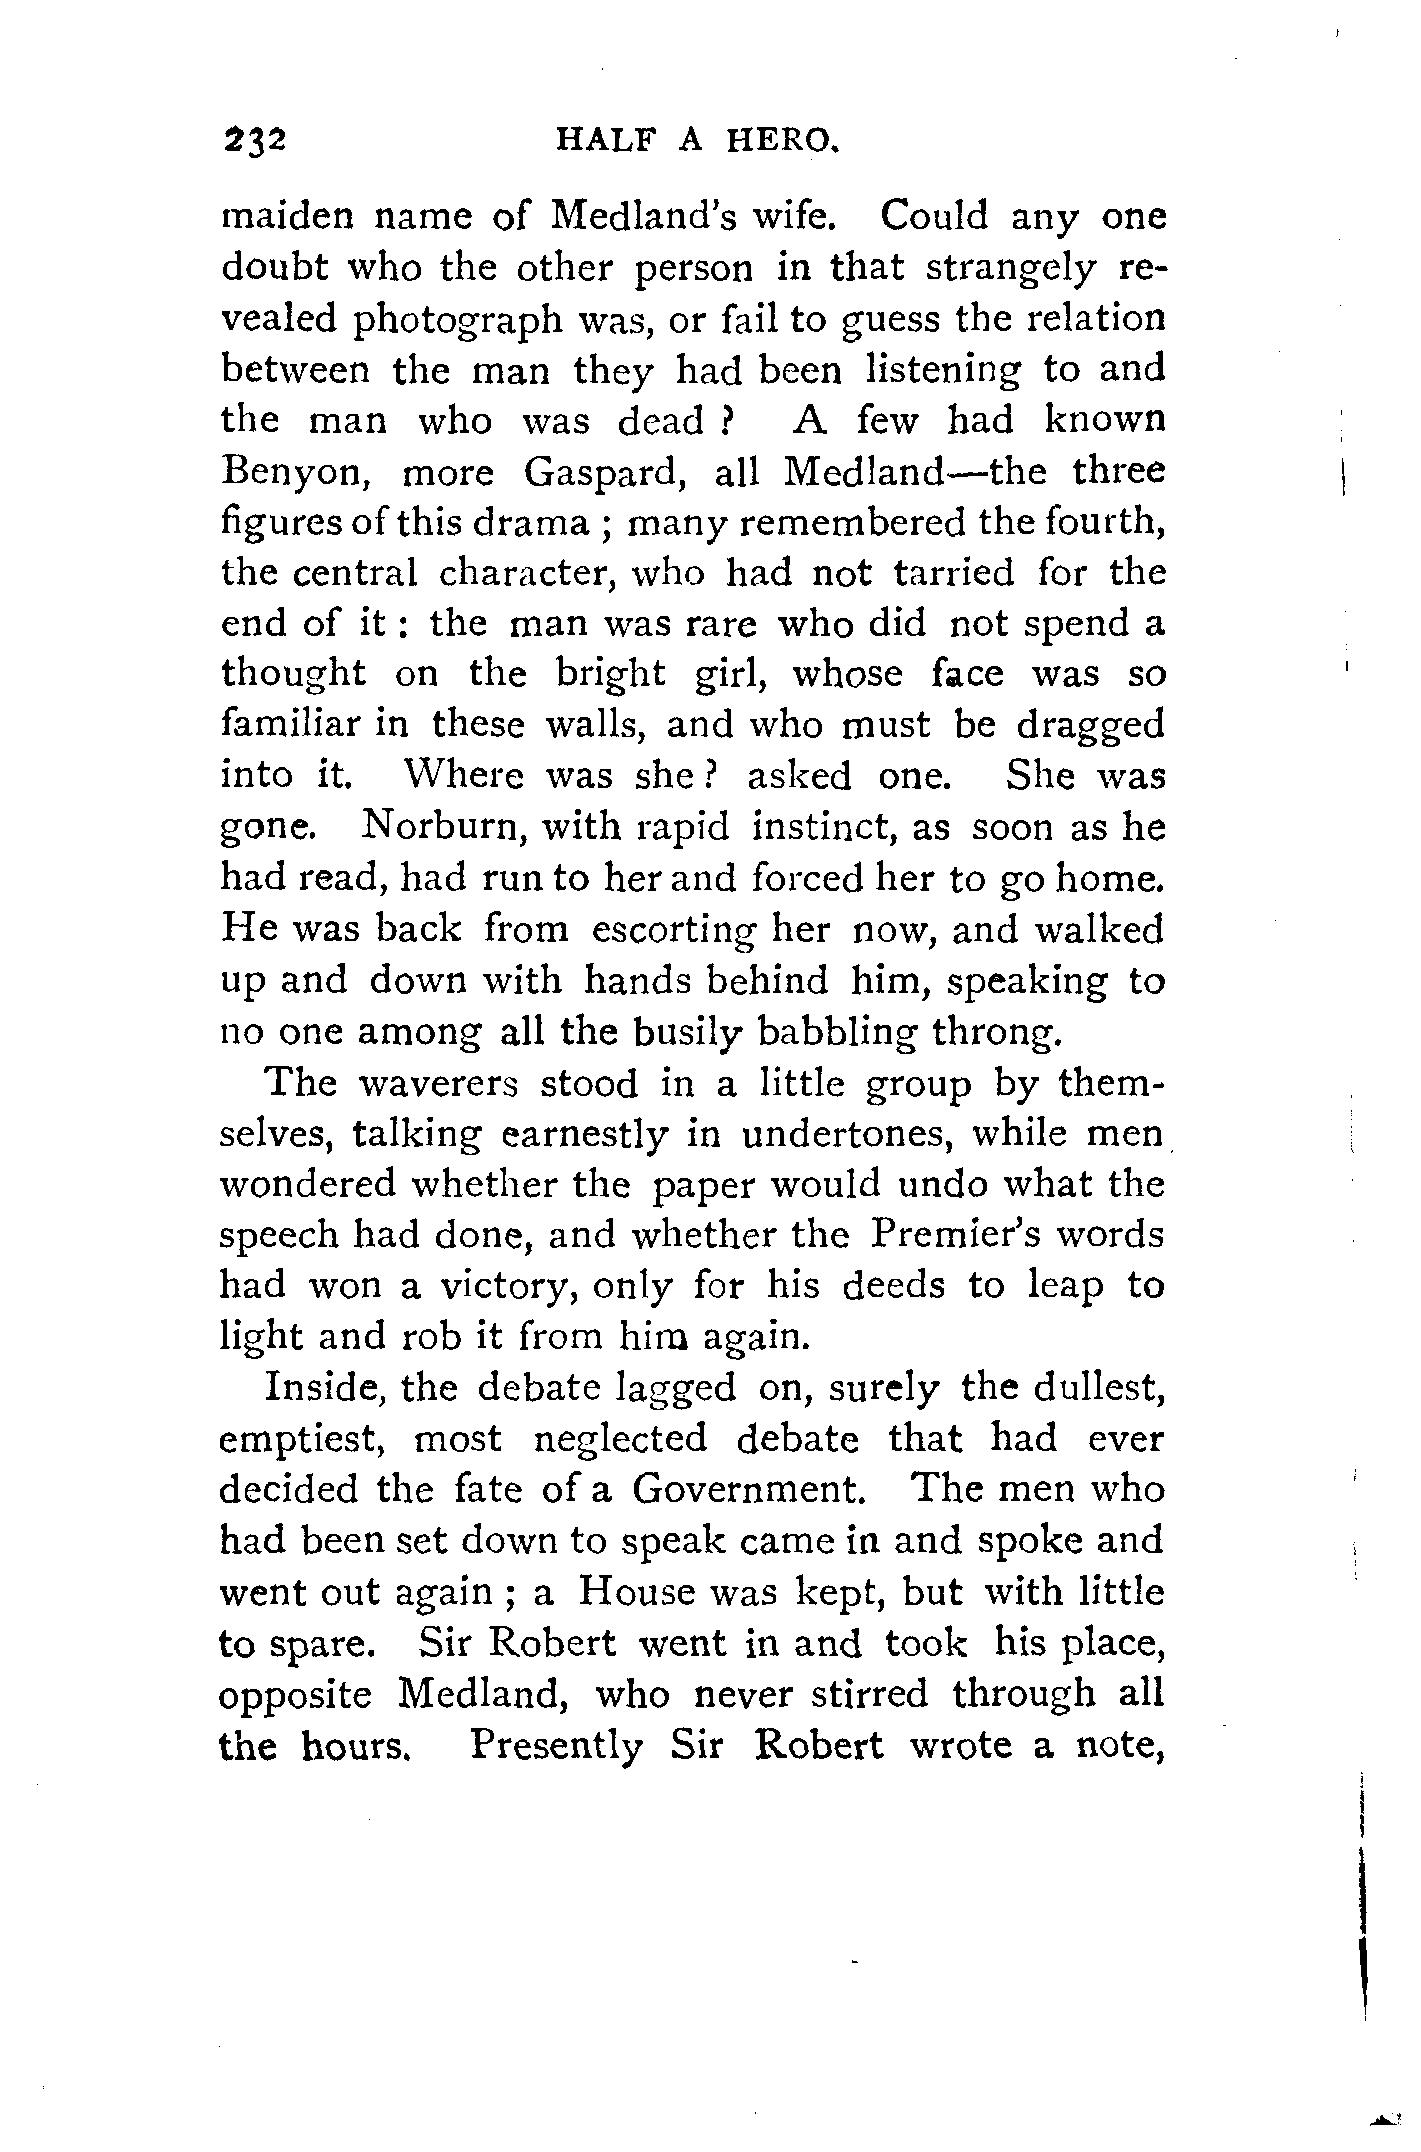 232 HALF A HERO.
maiden name of Medland's wife. Could any one
doubt who the other person in that strangely re-
vealed photograph was, or fail to guess the relation
between the man they had been listening to and
the man who was dead ? A few had known
Benyon, more Gaspard, all Medland—the three
figures of this drama ; many remembered the fourth,
the central character, who had not tarried for the
end of it : the man was rare who did not spend a
thought on the bright girl, whose face was so
familiar in these walls, and who must be dragged
into it. Where was she ? asked one. She was
gone. Norburn, with rapid instinct, as soon as he
had read, had run to her and forced her to go home.
He was back from escorting her now, and walked
up and down with hands behind him, speaking to
no one among all the busily babbling throng.
The waverers stood in a little group by them-
selves, talking earnestly in undertones, while men
wondered whether the paper would undo what the
speech had done, and whether the Premier's words
had won a victory, only for his deeds to leap to
light and rob it from him again.
Inside, the debate lagged on, surely the dullest,
emptiest, most neglected debate that had ever
decided the fate of a Government. The men who
had been set down to speak came in and spoke and
went out again ; a House was kept, but with little
to spare. Sir Robert went in and took his place,
opposite Medland, who never stirred through all
the hours. Presently Sir Robert wrote a note,